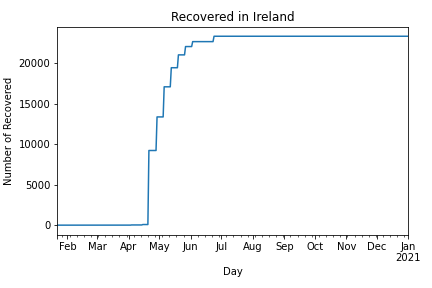 Recovered in Ireland
Number of Recovered
20000
15000
10000
5000
0
Feb Mar Apr May Jun Jul Aug Sep Oct Nov Dec Jan
2021
Day